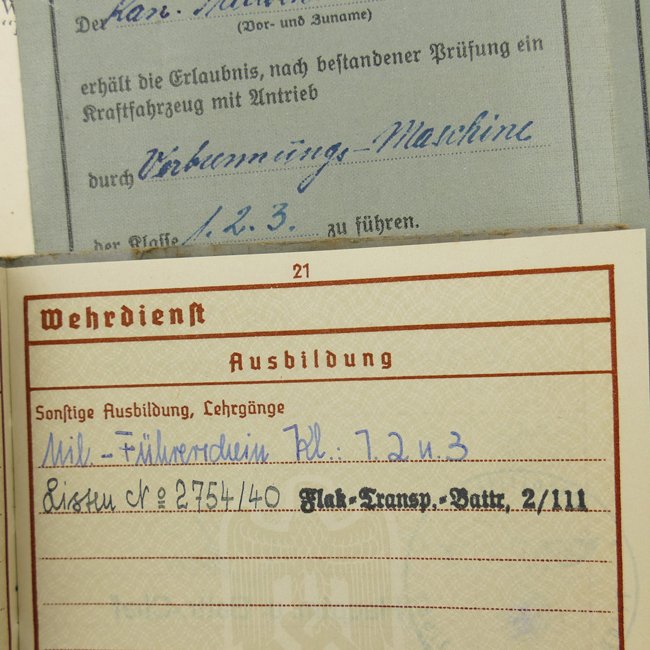 Der Kan.
(Vor- und Zuname)
erhält die Erlaubnis, nach bestandener Prüfung ein
Kraftfahrzeug mit Antrieb
durch Verbrennungs-Maschine
der Klasse 1. 2. 3. zu führen.
21
Wehrdienst
Ausbildung
Sonstige Ausbildung, Lehrgänge
Mil.-Führerschein Kl.: 1. 2 u. 3
Listen No 2754/40 Flak-Transp.-Battr. 2/111